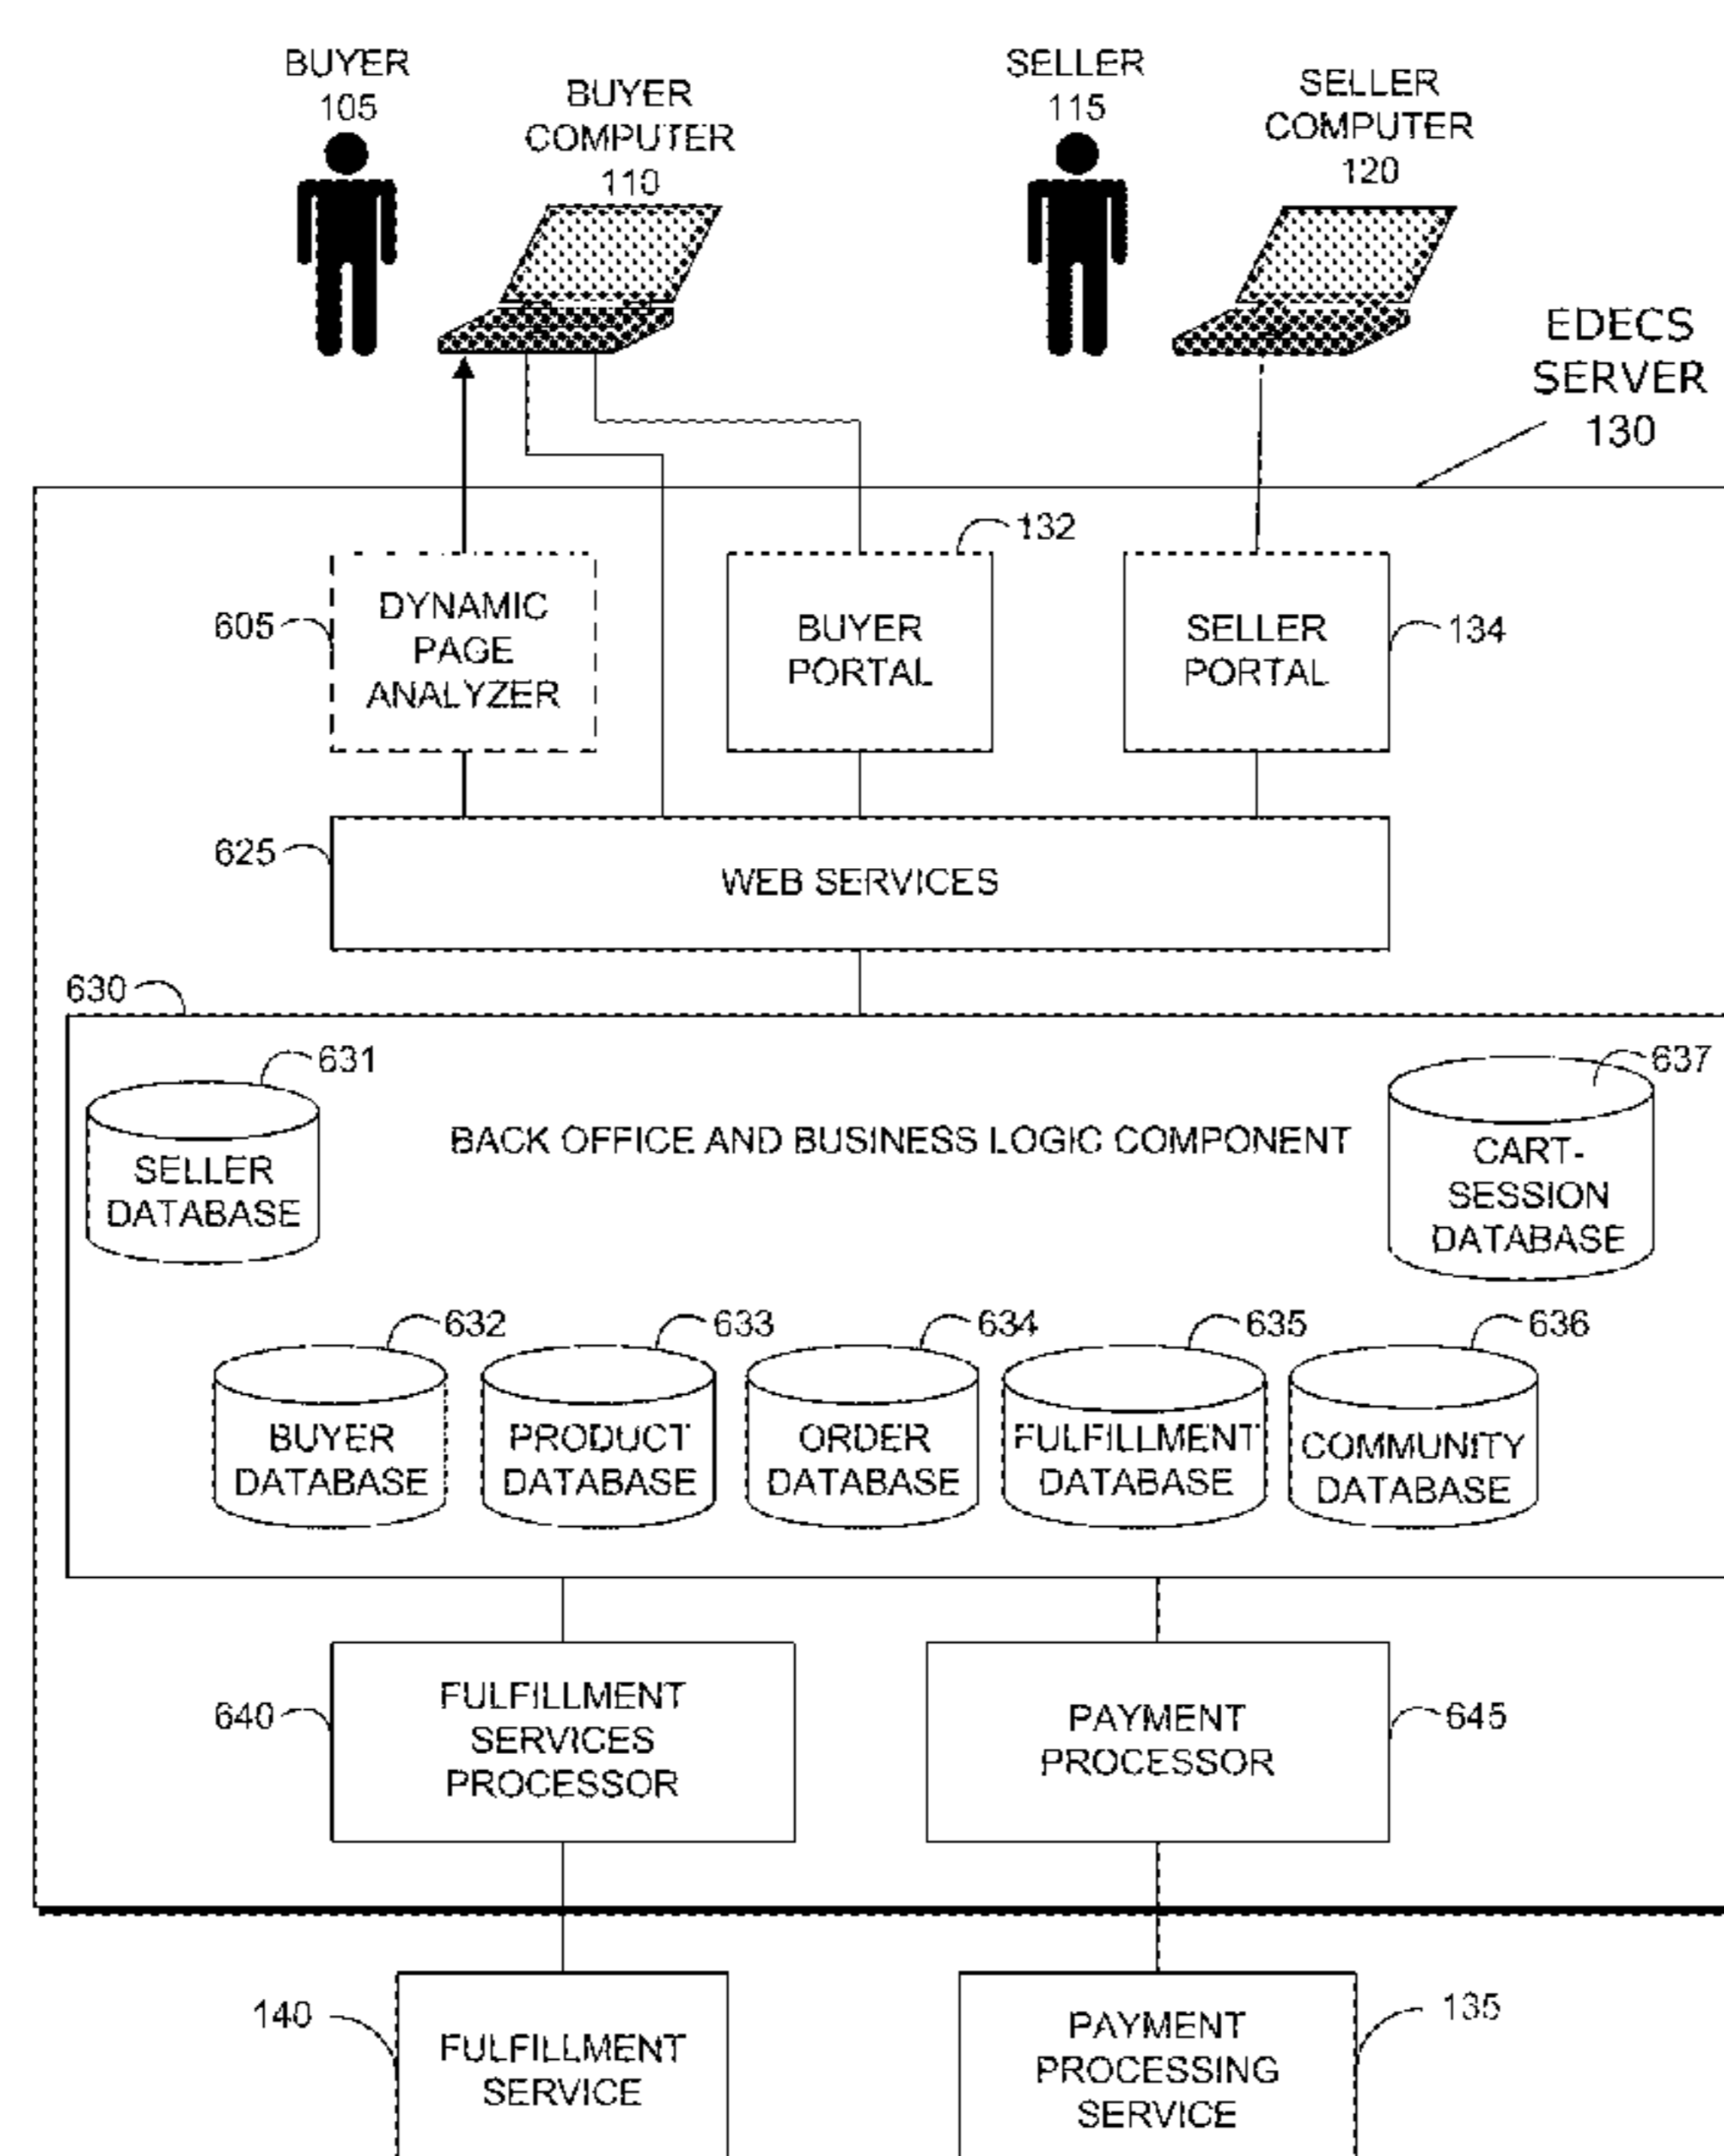 BUYER
105
BUYER
COMPUTER
110
SELLER
115
SELLER
COMPUTER
120
EDECS
SERVER
130
605
DYNAMIC
PAGE
ANALYZER
132
BUYER
PORTAL
SELLER
PORTAL
134
625
WEB SERVICES
630
631
SELLER
DATABASE
BACK OFFICE AND BUSINESS LOGIC COMPONENT
637
CART-
SESSION
DATABASE
632
BUYER
DATABASE
633
PRODUCT
DATABASE
634
ORDER
DATABASE
635
FULFILLMENT
DATABASE
636
COMMUNITY
DATABASE
640
FULFILLMENT
SERVICES
PROCESSOR
PAYMENT
PROCESSOR
645
140
FULFILLMENT
SERVICE
PAYMENT
PROCESSING
SERVICE
135